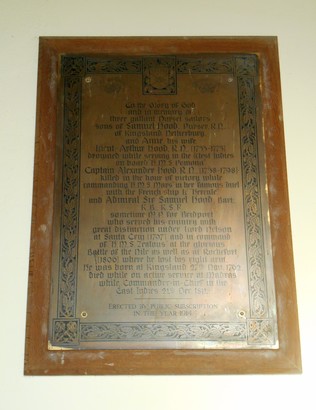 To the Glory of God
and in memory of
three gallant Dorset sailors
sons of Samuel Hood, Purser R.N.
of Kingsland, Netherbury
and Anne his wife
Lieut. Arthur Hood R.N.
drowned while serving in the West Indies
on board H.M.S. Pomona
Captain Alexander Hood R.N. (1758-1798)
killed in the hour of victory while
commanding H.M.S. Mars in her famous duel
with the French ship L'Hercule
and Admiral Sir Samuel Hood, Bart.
K.B. K.S.F.
sometime M.P. for Bridport
who served his country with
great distinction under Lord Nelson
at Santa Cruz (1797) and in command
of H.M.S. Zealous at the glorious
Battle of the Nile as well as at Rochefort
(1806) where he lost his right arm
He was born at Kingsland 27th Nov. 1762
died while on active service at Madras
while Commander-in-Chief in the
East Indies 24th Dec. 1814
ERECTED BY PUBLIC SUBSCRIPTION
IN THE YEAR